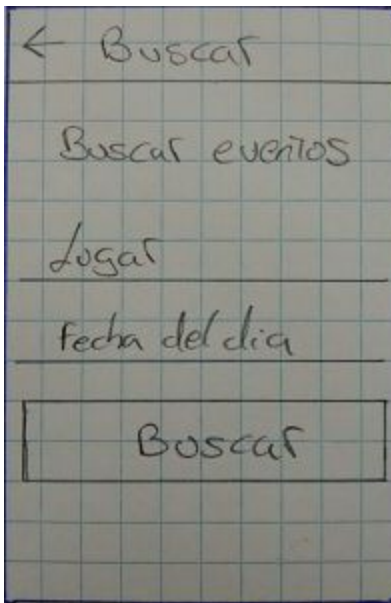 ← Buscar
Buscar eventos
Lugar
Fecha del dia
Buscar